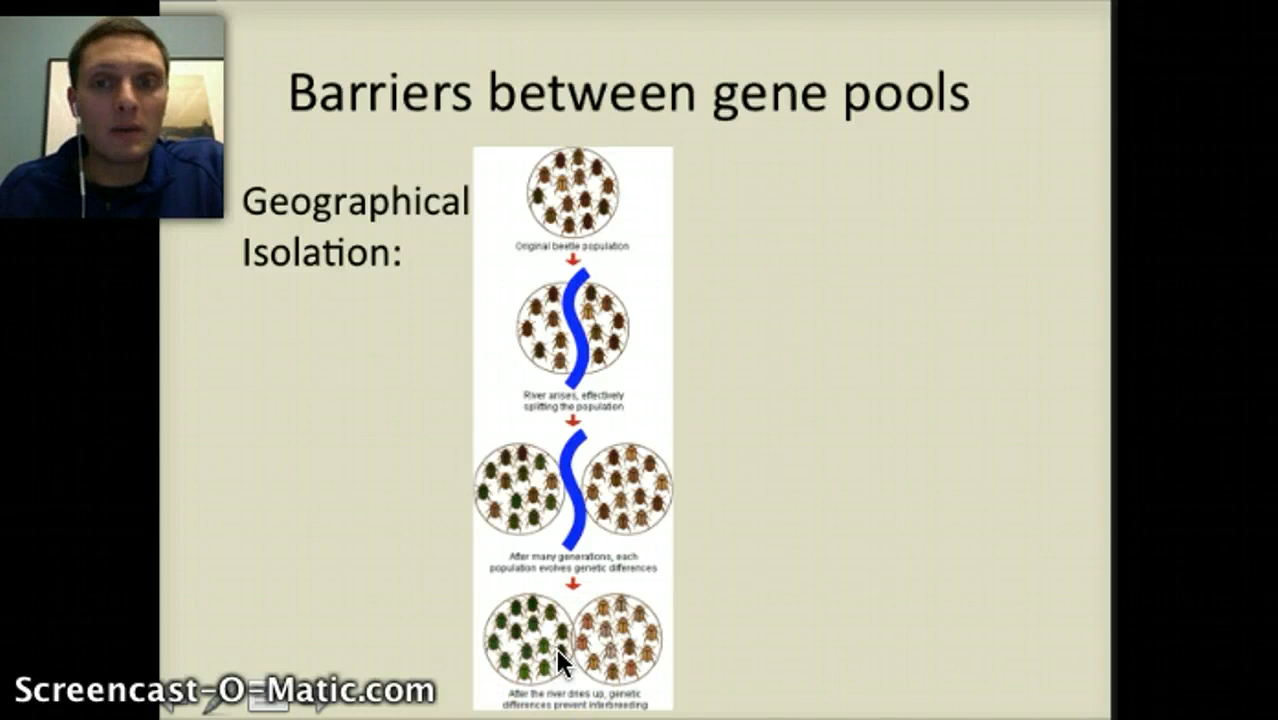 Barriers between gene pools
Geographical
Isolation:
Original beetle population
River arises, effectively
splitting the population
After many generations, each
population evolves genetic differences
After the river dries up, genetic
differences prevent interbreeding
Screencast-O-Matic.com